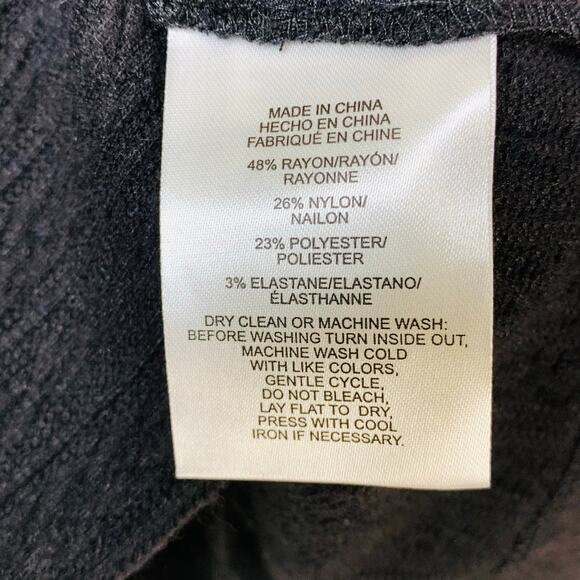 MADE IN CHINA
HECHO EN CHINA
FABRIQUÉ EN CHINE
48% RAYON/RAYÓN/
RAYONNE
26% NYLON/
NAILON
23% POLYESTER/
POLIESTER
3% ELASTANE/ELASTANO/
ÉLASTHANNE
DRY CLEAN OR MACHINE WASH:
BEFORE WASHING TURN INSIDE OUT,
MACHINE WASH COLD
WITH LIKE COLORS,
GENTLE CYCLE,
DO NOT BLEACH,
LAY FLAT TO DRY,
PRESS WITH COOL
IRON IF NECESSARY.